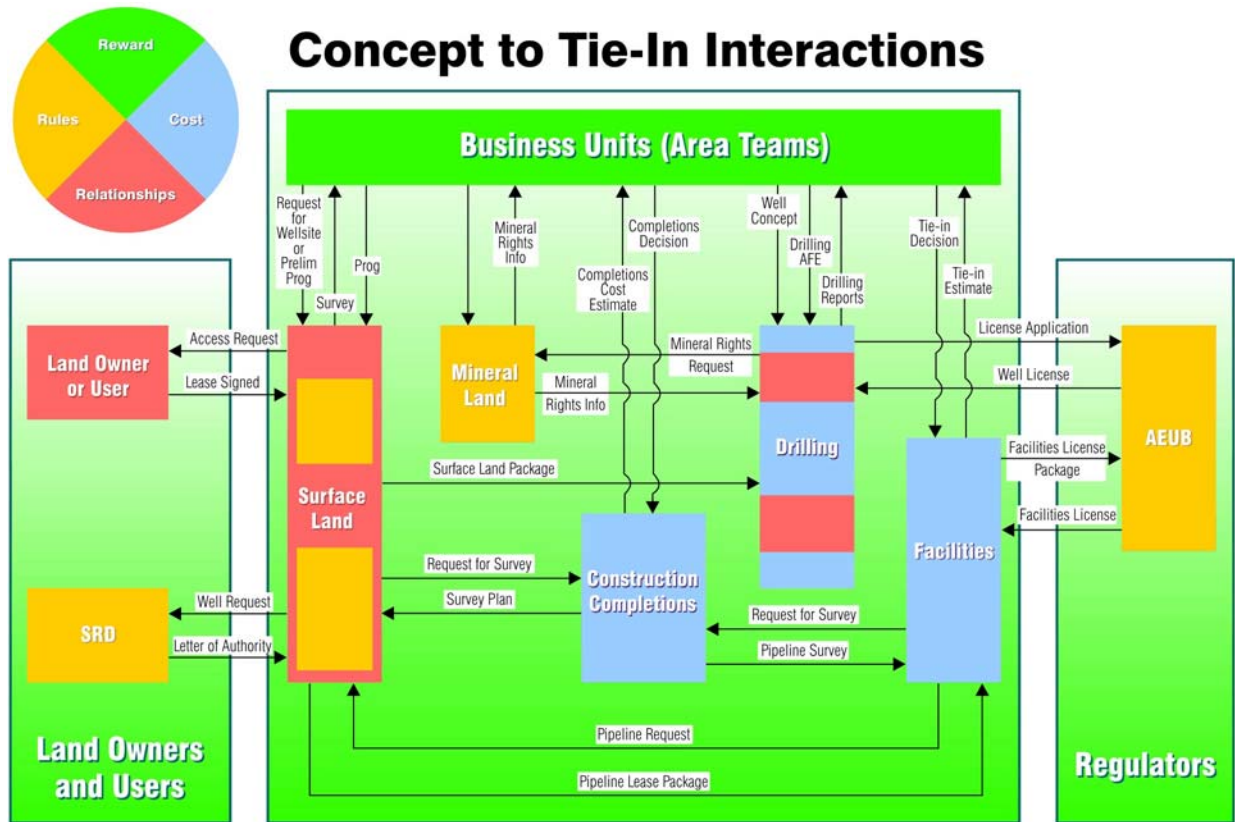 Concept to Tie-In Interactions
Reward
Rules
Cost
Relationships
Business Units (Area Teams)
Request
for
Wellsite
or
Prelim
Prog
Survey
Prog
Mineral
Rights
Info
Completions
Cost
Estimate
Completions
Decision
Well
Concept
Drilling
AFE
Drilling
Reports
Tie-in
Decision
Tie-in
Estimate
Land Owner
or User
Access Request
Lease Signed
Surface
Land
Mineral
Land
Mineral Rights
Request
Mineral
Rights Info
Drilling
License Application
Well License
AEUB
Facilities License
Package
Facilities License
Surface Land Package
Facilities
Construction
Completions
Request for Survey
Survey Plan
Request for Survey
Pipeline Survey
SRD
Well Request
Letter of Authority
Pipeline Request
Pipeline Lease Package
Land Owners
and Users
Regulators